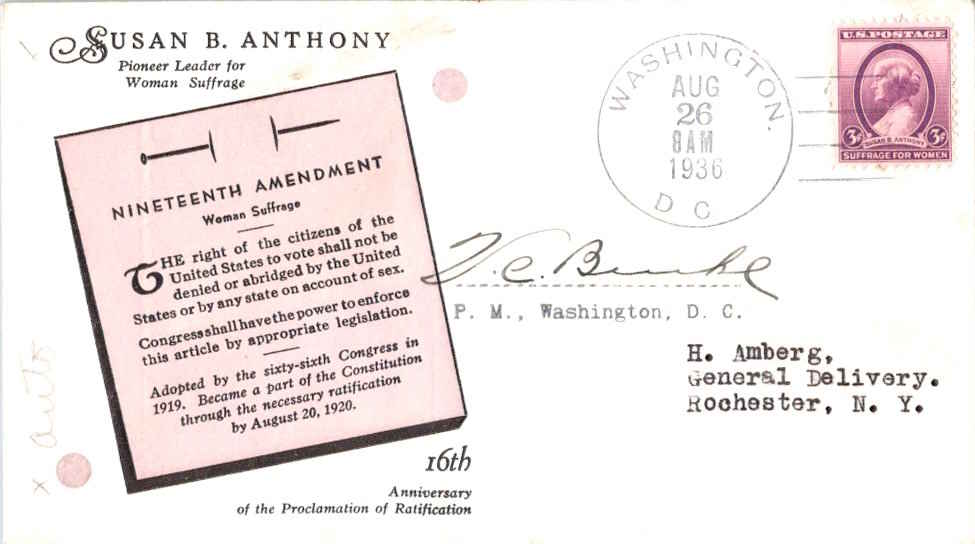 SUSAN B. ANTHONY
Pioneer Leader for
Woman Suffrage
NINETEENTH AMENDMENT
Woman Suffrage
THE right of the citizens of the
United States to vote shall not be
denied or abridged by the United
States or by any state on account of sex.
Congress shall have the power to enforce
this article by appropriate legislation.
Adopted by the sixty-sixth Congress in
1919. Became a part of the Constitution
through the necessary ratification
by August 20, 1920.
16th
Anniversary
of the Proclamation of Ratification
x auto
WASHINGTON.
AUG
26
8AM
1936
D C
U.S. POSTAGE
3¢ 3¢
SUSAN B. ANTHONY
SUFFRAGE FOR WOMEN
P. M., Washington, D. C.
H. Amberg,
General Delivery.
Rochester, N. Y.